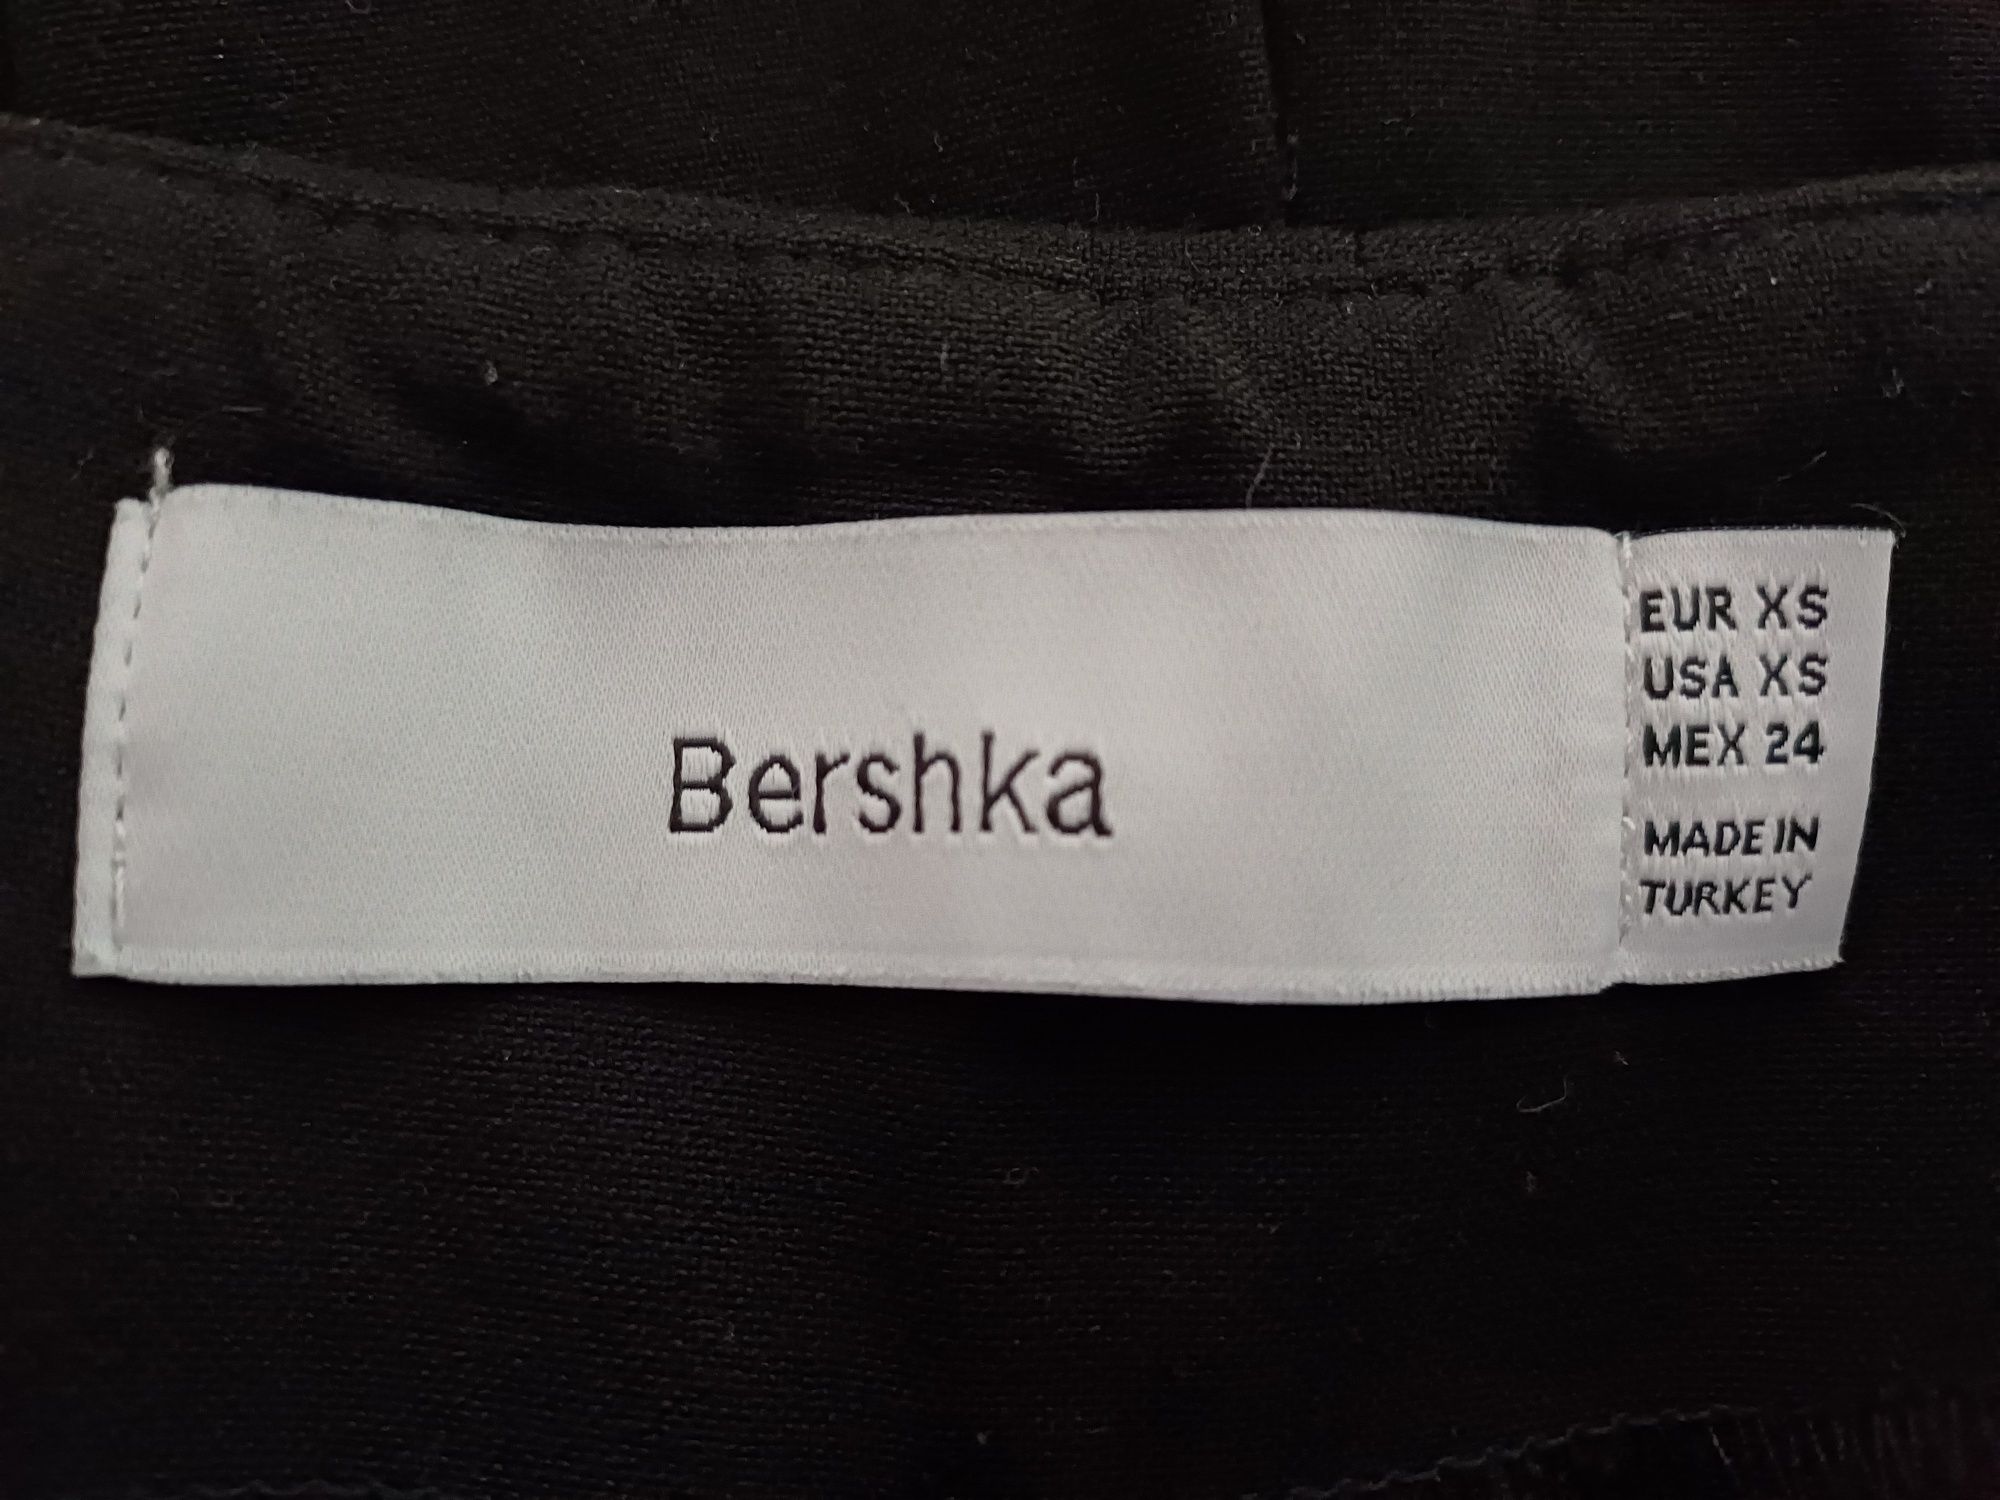 Bershka
EUR XS
USA XS
MEX 24
MADE IN
TURKEY